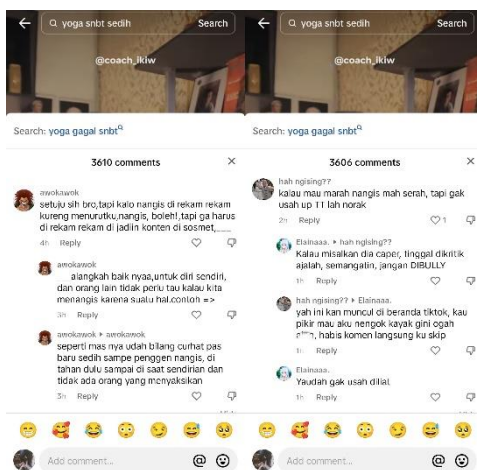 yoga snbt sedih
Search
@coach_ikiw
Search: yoga gagal snbt
3610 comments
awokawok
setuju sih bro,tapi kalo nangis di rekam rekam
kureng menurutku,nangis, boleh!,tapi ga harus
di rekam rekam di jadiin konten di sosmet,
4h Reply
awokawok
alangkah baik nyaa,untuk diri sendiri,
dan orang lain tidak perlu tau kalau kita
menangis karena suatu hal.contoh =>
3h Reply
awokawok awokawok
seperti mas nya udah bilang curhat pas
baru sedih sampe penggen nangis, di
tahan dulu sampai di saat sendirian dan
tidak ada orang yang menyaksikan
3h Reply
Add comment...
yoga snbt sedih
Search
@coach_ikiw
Search: yoga gagal snbt
3606 comments
hah ngising??
kalau mau marah nangis mah serah, tapi gak
usah up TT lah norak
2h Reply 1
Elainaaa. hah ngising??
Kalau misalkan dia caper, tinggal dikritik
ajalah, semangatin, jangan DIBULLY
1h Reply
hah ngising?? Elainaaa.
yah ini kan muncul di beranda tiktok, kau
pikir mau aku nengok kayak gini ogah
habis komen langsung ku skip
1h Reply
Elainaaa.
Yaudah gak usah diliat
1h Reply
Add comment...